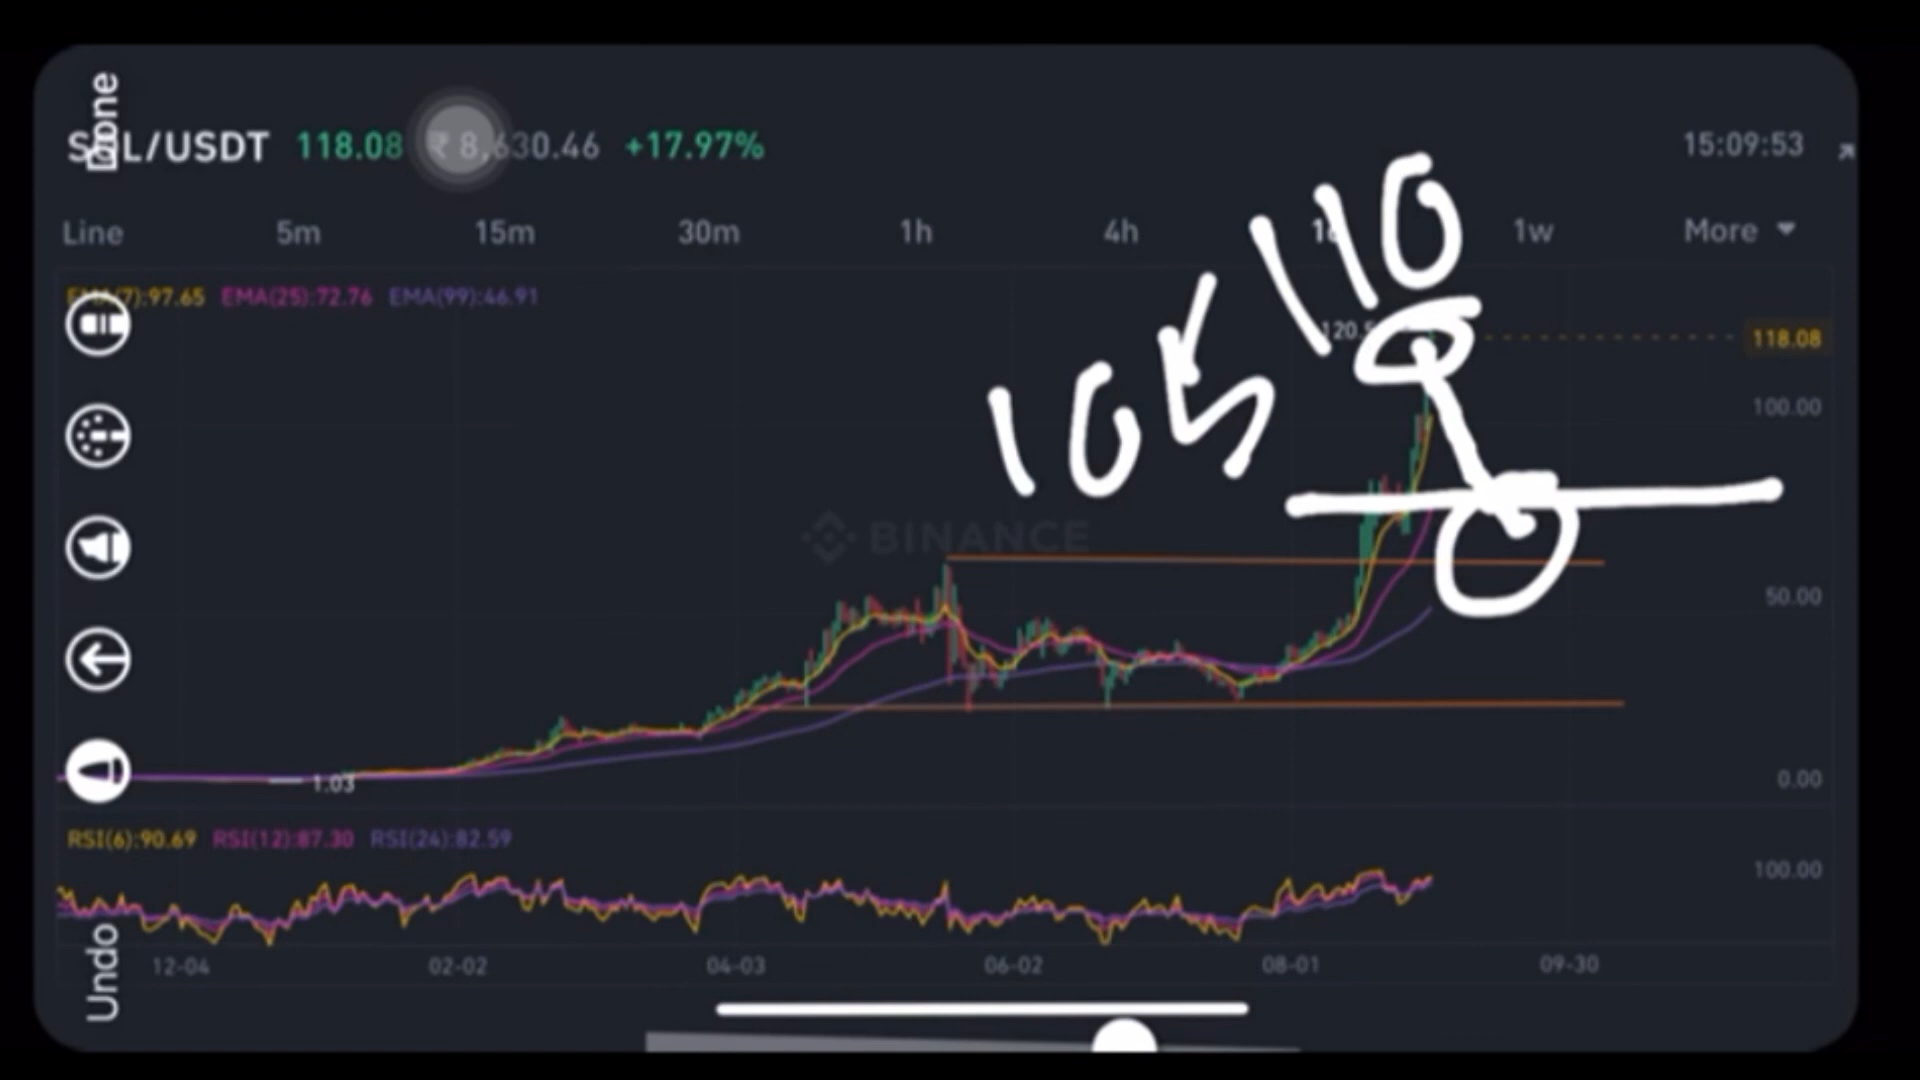 Done
SOL/USDT 118.08 ₹ 8,630.46 +17.97% 15:09:53
Line 5m 15m 30m 1h 4h 1d 1w More
EMA(7):97.65 EMA(25):72.76 EMA(99):46.91
110
105
118.08
100.00
BINANCE
50.00
1.03
0.00
RSI(6):90.69 RSI(12):87.30 RSI(24):82.59
100.00
Undo
12-04 02-02 04-03 06-02 08-01 09-30